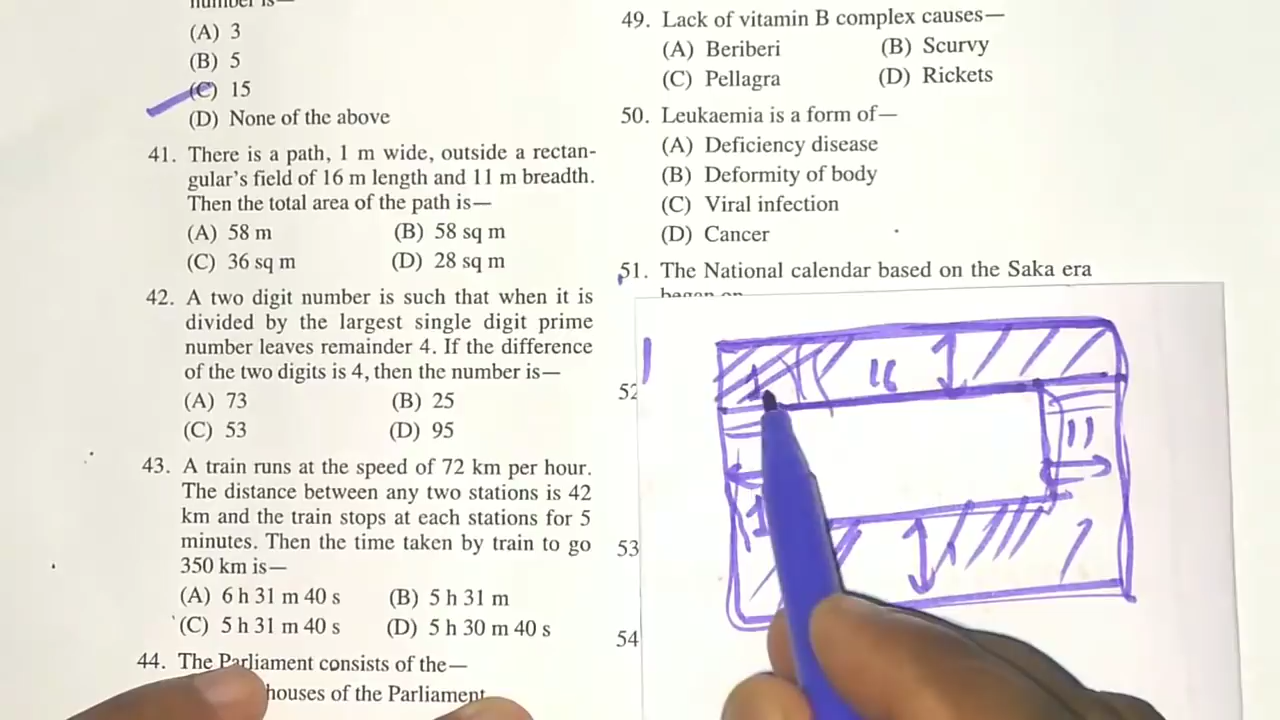 number is—
(A) 3
(B) 5
(C) 15
(D) None of the above
41. There is a path, 1 m wide, outside a rectan-
gular's field of 16 m length and 11 m breadth.
Then the total area of the path is—
(A) 58 m (B) 58 sq m
(C) 36 sq m (D) 28 sq m
42. A two digit number is such that when it is
divided by the largest single digit prime
number leaves remainder 4. If the difference
of the two digits is 4, then the number is—
(A) 73 (B) 25
(C) 53 (D) 95
43. A train runs at the speed of 72 km per hour.
The distance between any two stations is 42
km and the train stops at each stations for 5
minutes. Then the time taken by train to go
350 km is—
(A) 6 h 31 m 40 s (B) 5 h 31 m
(C) 5 h 31 m 40 s (D) 5 h 30 m 40 s
44. The Parliament consists of the—
houses of the Parliament
49. Lack of vitamin B complex causes—
(A) Beriberi (B) Scurvy
(C) Pellagra (D) Rickets
50. Leukaemia is a form of—
(A) Deficiency disease
(B) Deformity of body
(C) Viral infection
(D) Cancer
51. The National calendar based on the Saka era
began on
52
53
54
16
1
11
1
1